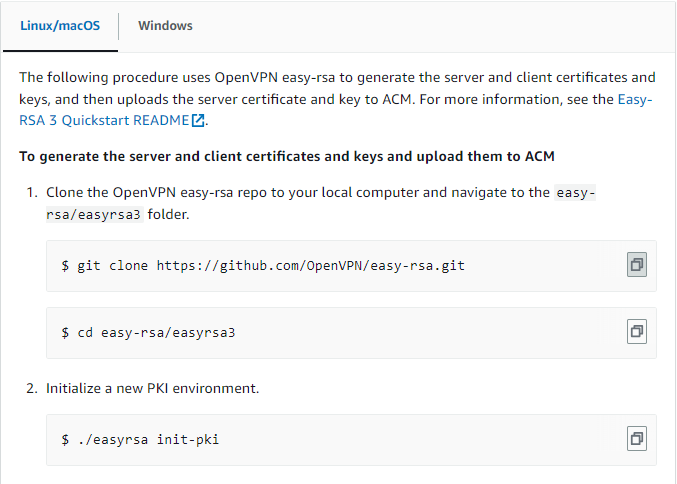 Linux/macOS Windows
The following procedure uses OpenVPN easy-rsa to generate the server and client certificates and
keys, and then uploads the server certificate and key to ACM. For more information, see the Easy-
RSA 3 Quickstart README.
To generate the server and client certificates and keys and upload them to ACM
1. Clone the OpenVPN easy-rsa repo to your local computer and navigate to the easy-
rsa/easyrsa3 folder.
$ git clone https://github.com/OpenVPN/easy-rsa.git
$ cd easy-rsa/easyrsa3
2. Initialize a new PKI environment.
$ ./easyrsa init-pki